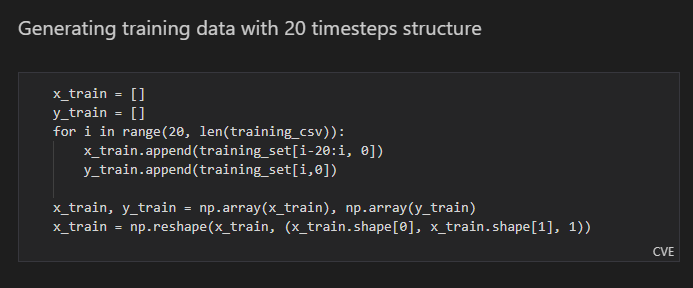 Generating training data with 20 timesteps structure
x_train = []
y_train = []
for i in range(20, len(training_csv)):
    x_train.append(training_set[i-20:i, 0])
    y_train.append(training_set[i,0])
x_train, y_train = np.array(x_train), np.array(y_train)
x_train = np.reshape(x_train, (x_train.shape[0], x_train.shape[1], 1))
CVE